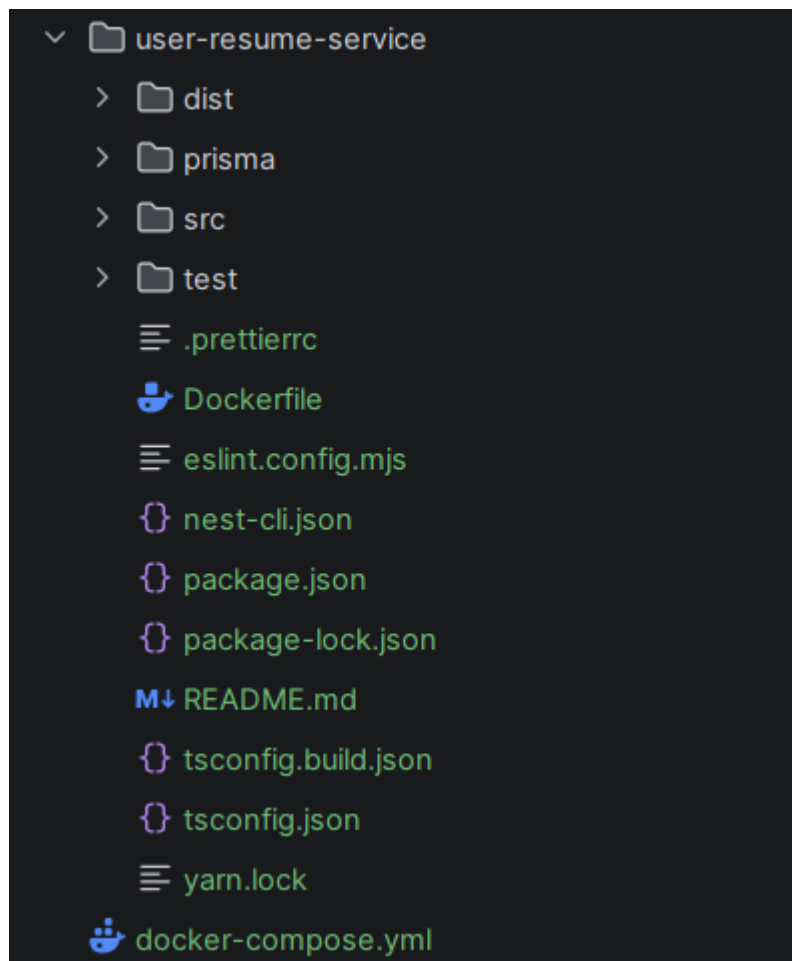 user-resume-service
dist
prisma
src
test
.prettierrc
Dockerfile
eslint.config.mjs
nest-cli.json
package.json
package-lock.json
M↓ README.md
tsconfig.build.json
tsconfig.json
yarn.lock
docker-compose.yml